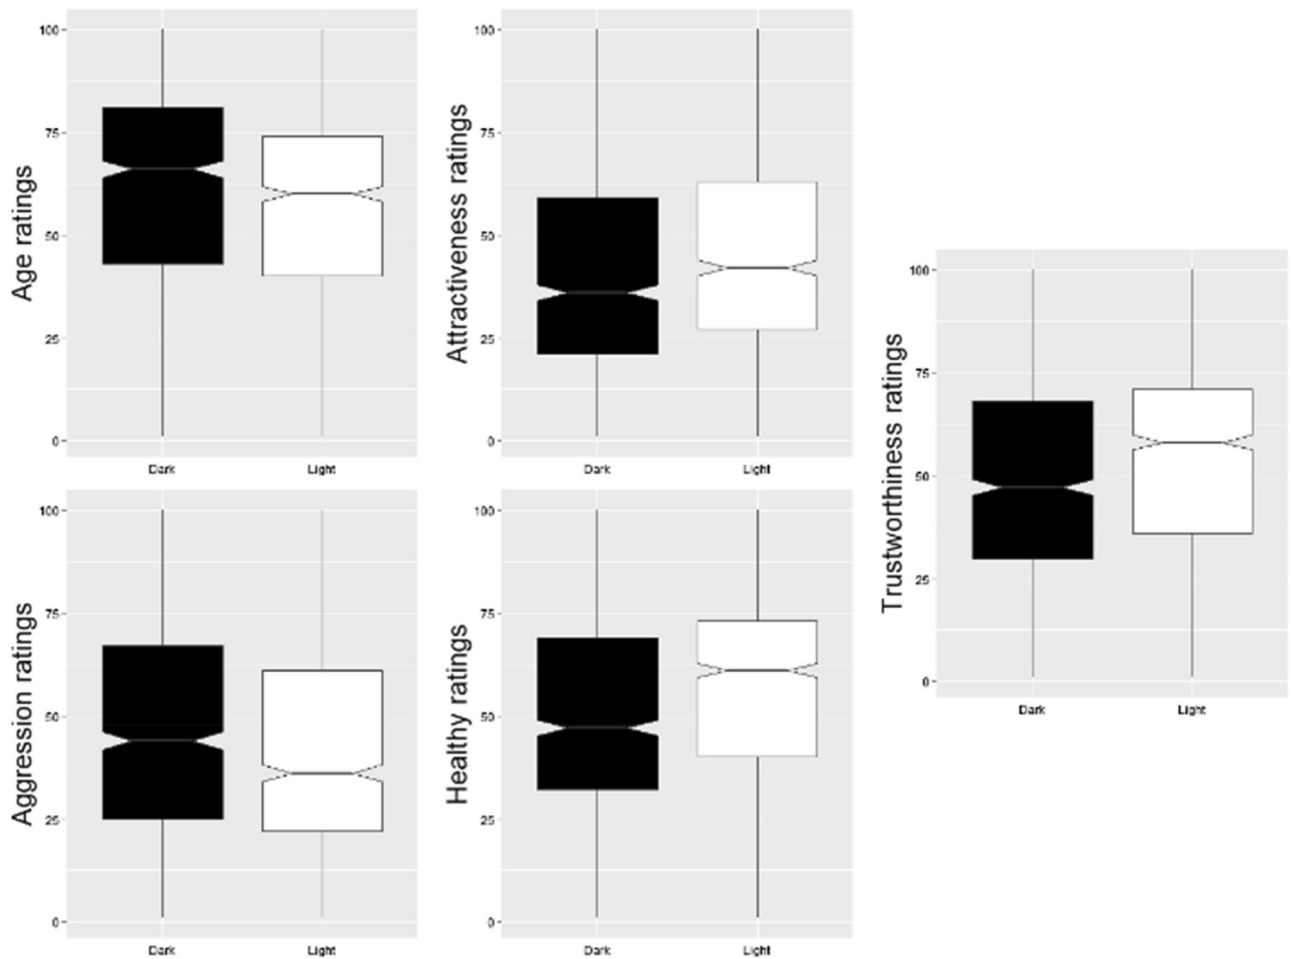 Age ratings
100
75
50
25
0
Dark Light
Attractiveness ratings
100
75
50
25
0
Dark Light
Aggression ratings
100
75
50
25
0
Dark Light
Healthy ratings
100
75
50
25
0
Dark Light
Trustworthiness ratings
100
75
50
25
0
Dark Light